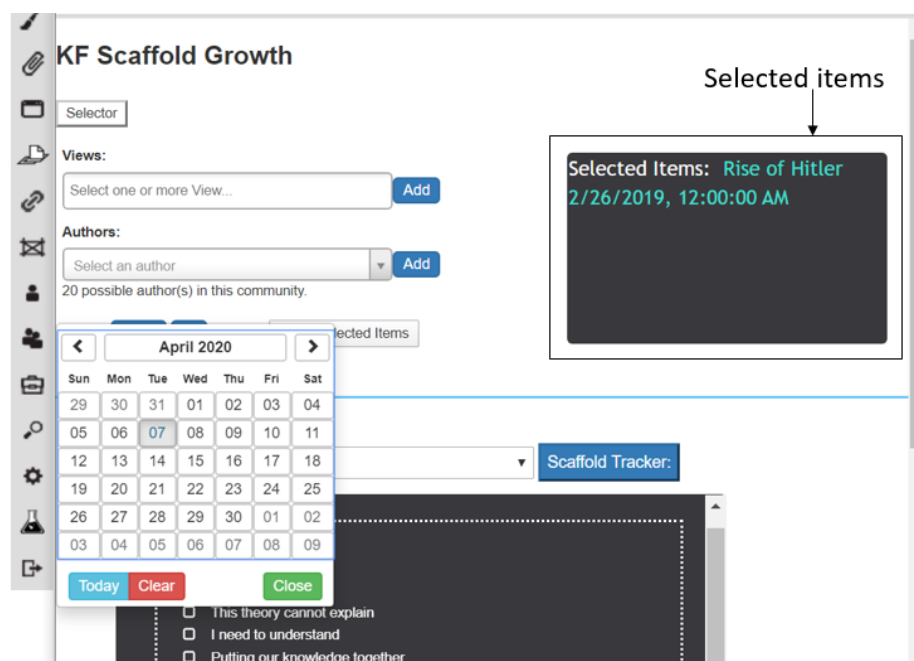 KF Scaffold Growth
Selected items
Selector
Views:
Select one or more View...
Add
Selected Items: Rise of Hitler
2/26/2019, 12:00:00 AM
Authors:
Select an author
Add
20 possible author(s) in this community.
Items
April 2020
Sun Mon Tue Wed Thu Fri Sat
29 30 31 01 02 03 04
05 06 07 08 09 10 11
12 13 14 15 16 17 18
19 20 21 22 23 24 25
26 27 28 29 30 01 02
03 04 05 06 07 08 09
Today Clear Close
Scaffold Tracker:
This theory cannot explain
I need to understand
Putting our knowledge together